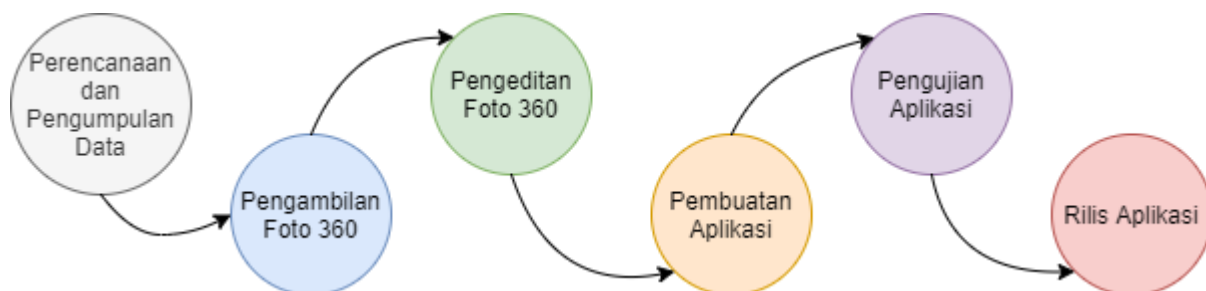 Perencanaan
dan
Pengumpulan
Data
Pengambilan
Foto 360
Pengeditan
Foto 360
Pembuatan
Aplikasi
Pengujian
Aplikasi
Rilis Aplikasi